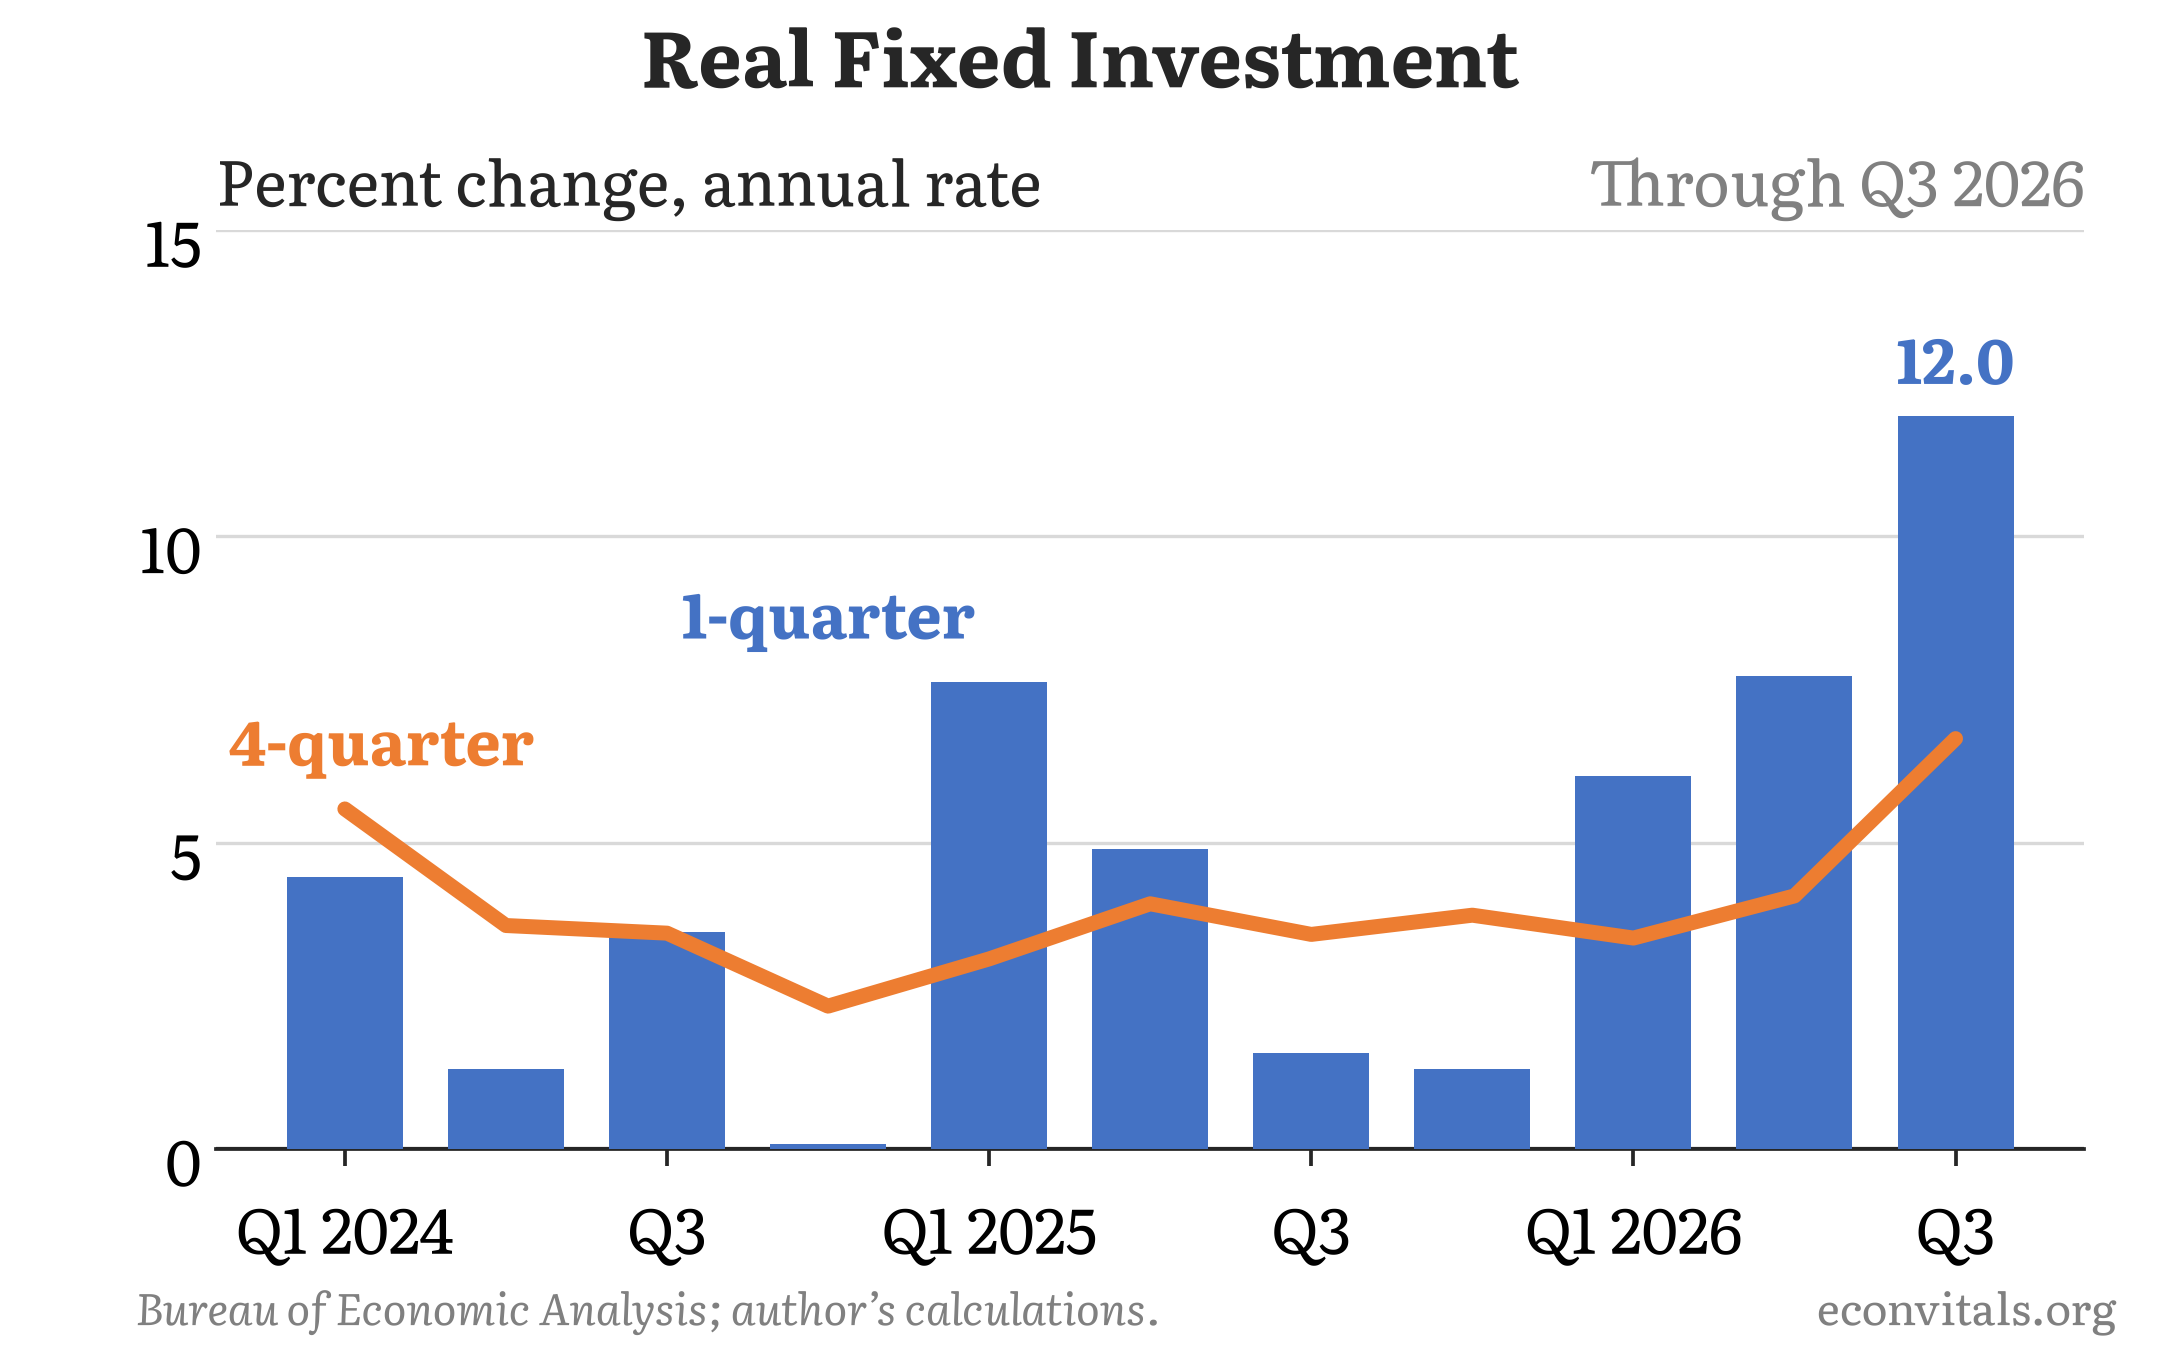 Real Fixed Investment
Percent change, annual rate
Through Q3 2026
15
12.0
10
1-quarter
4-quarter
5
0
Q1 2024
Q3
Q1 2025
Q3
Q1 2026
Q3
Bureau of Economic Analysis; author’s calculations.
econvitals.org